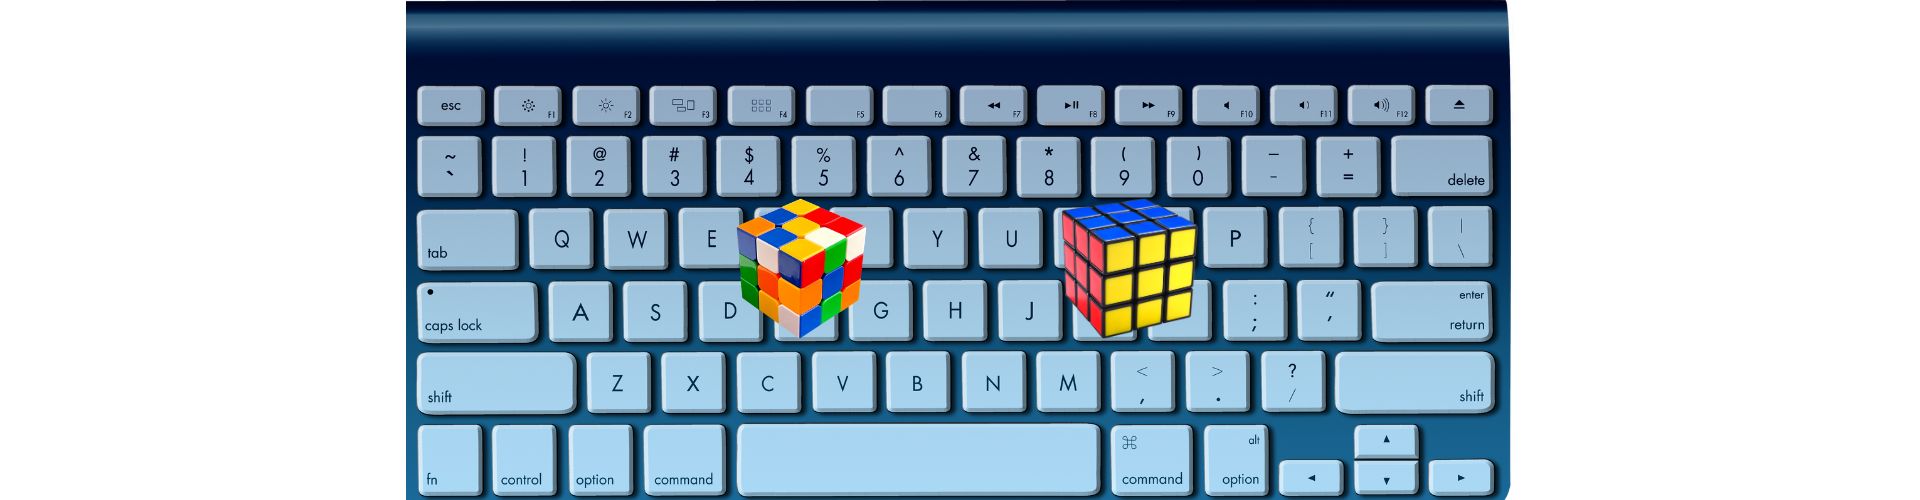 esc F1 F2 F3 F4 F5 F6 F7 F8 F9 F10 F11 F12
~ ! @ # $ % ^ & * ( ) – +
` 1 2 3 4 5 6 7 8 9 0 - = delete
tab Q W E Y U P { } |
[ ] \
caps lock A S D G H J : “ enter
; ‘ return
shift Z X C V B N M < > ? shift
, . /
⌘ alt
fn control option command command option